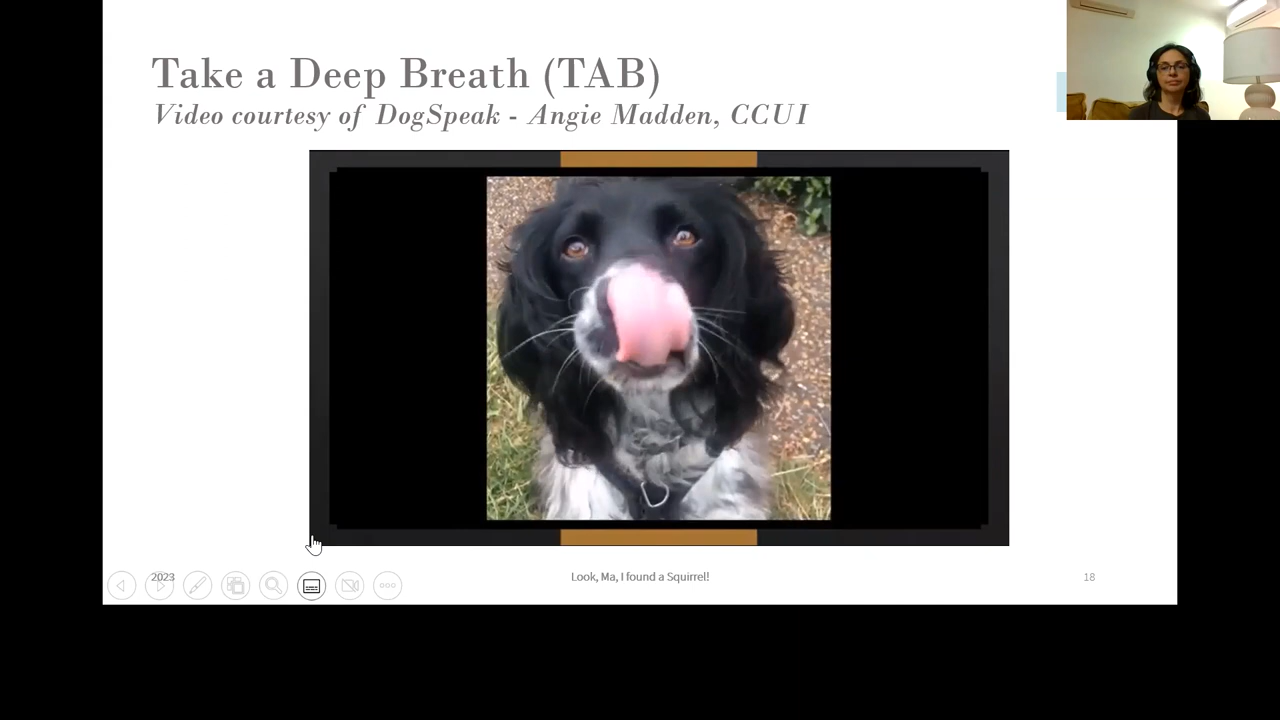 Take a Deep Breath (TAB)
Video courtesy of DogSpeak - Angie Madden, CCUI
2023
Look, Ma, I found a Squirrel!
18